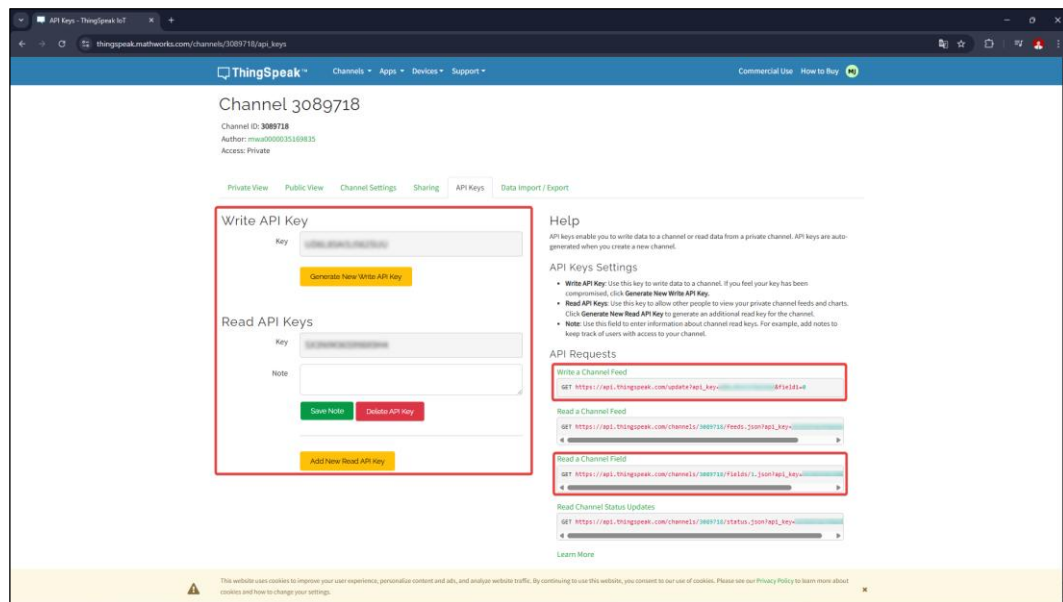 API Keys - ThingSpeak IoT
thingspeak.mathworks.com/channels/3089718/api_keys
ThingSpeak™
Channels
Apps
Devices
Support
Commercial Use
How to Buy
MJ
Channel 3089718
Channel ID: 3089718
Author: mwa0000035169835
Access: Private
Private View
Public View
Channel Settings
Sharing
API Keys
Data Import / Export
Write API Key
Key
Generate New Write API Key
Read API Keys
Key
Note
Save Note
Delete API Key
Add New Read API Key
Help
API keys enable you to write data to a channel or read data from a private channel. API keys are auto-
generated when you create a new channel.
API Keys Settings
• Write API Key: Use this key to write data to a channel. If you feel your key has been
compromised, click Generate New Write API Key.
• Read API Keys: Use this key to allow other people to view your private channel feeds and charts.
Click Generate New Read API Key to generate an additional read key for the channel.
• Note: Use this field to enter information about channel read keys. For example, add notes to
keep track of users with access to your channel.
API Requests
Write a Channel Feed
GET https://api.thingspeak.com/update?api_key= &field1=0
Read a Channel Feed
GET https://api.thingspeak.com/channels/3089718/feeds.json?api_key=
Read a Channel Field
GET https://api.thingspeak.com/channels/3089718/fields/1.json?api_key=
Read Channel Status Updates
GET https://api.thingspeak.com/channels/3089718/status.json?api_key=
Learn More
This website uses cookies to improve your user experience, personalize content and ads, and analyze website traffic. By continuing to use this website, you consent to our use of cookies. Please see our Privacy Policy to learn more about
cookies and how to change your settings.